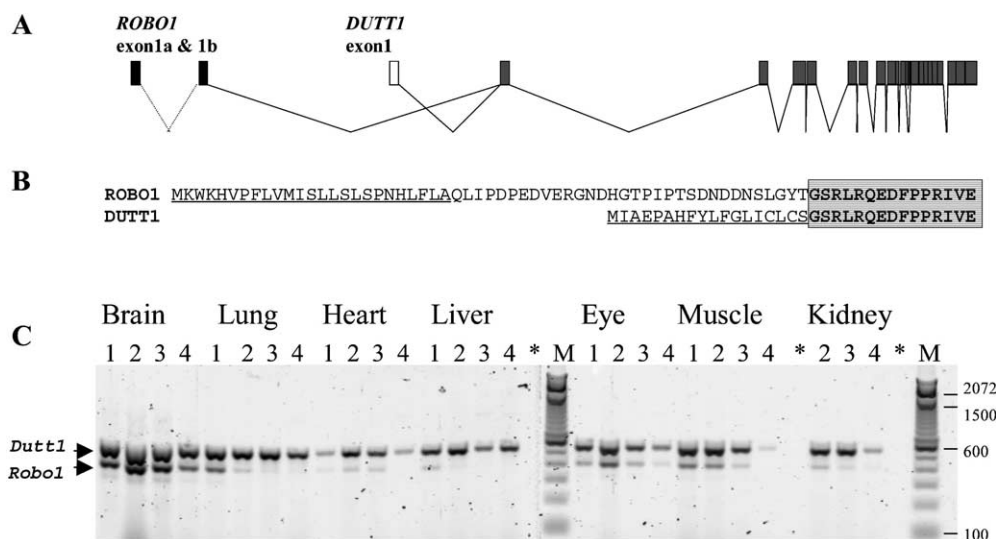 A
ROBO1
exon1a & 1b
DUTT1
exon1
B
ROBO1 MKWKHVPFLVMISLLSLSPNHLFLAQLIPDPEDVERGNDHGTPIPTSDNDDNSLGYTGSRLRQEDFPPRIVE
DUTT1 MIAEPAHFYLFGLICLCSGSRLRQEDFPPRIVE
C
Brain Lung Heart Liver Eye Muscle Kidney
1 2 3 4 1 2 3 4 1 2 3 4 1 2 3 4 * M 1 2 3 4 1 2 3 4 * 2 3 4 * M
2072
1500
Dutt1
600
Robo1
100